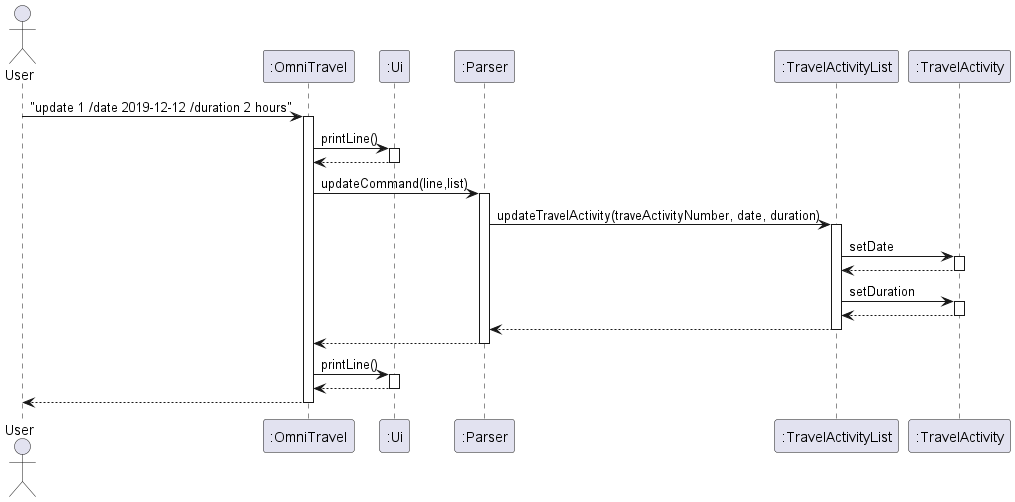 User
:OmniTravel
:Ui
:Parser
:TravelActivityList
:TravelActivity
"update 1 /date 2019-12-12 /duration 2 hours"
printLine()
updateCommand(line,list)
updateTravelActivity(traveActivityNumber, date, duration)
setDate
setDuration
printLine()
User
:OmniTravel
:Ui
:Parser
:TravelActivityList
:TravelActivity